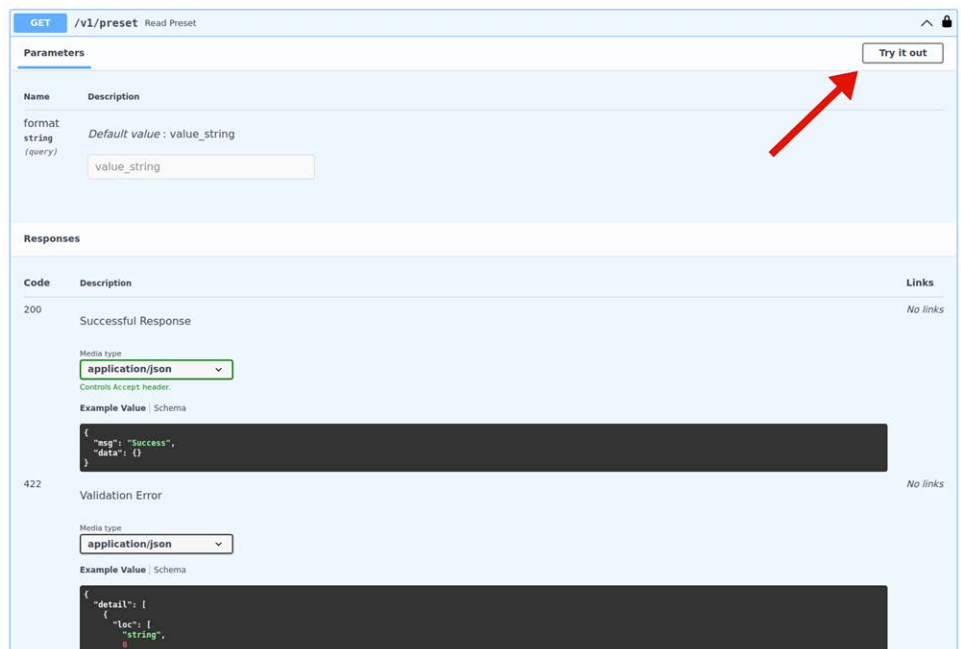 GET /v1/preset Read Preset
Parameters
Try it out
Name Description
format
string
(query)
Default value : value_string
value_string
Responses
Code Description Links
200
Successful Response
No links
Media type
application/json
Controls Accept header.
Example Value | Schema
{
"msg": "Success",
"data": {}
}
422
Validation Error
No links
Media type
application/json
Example Value | Schema
{
"detail": [
{
"loc": [
"string",
0